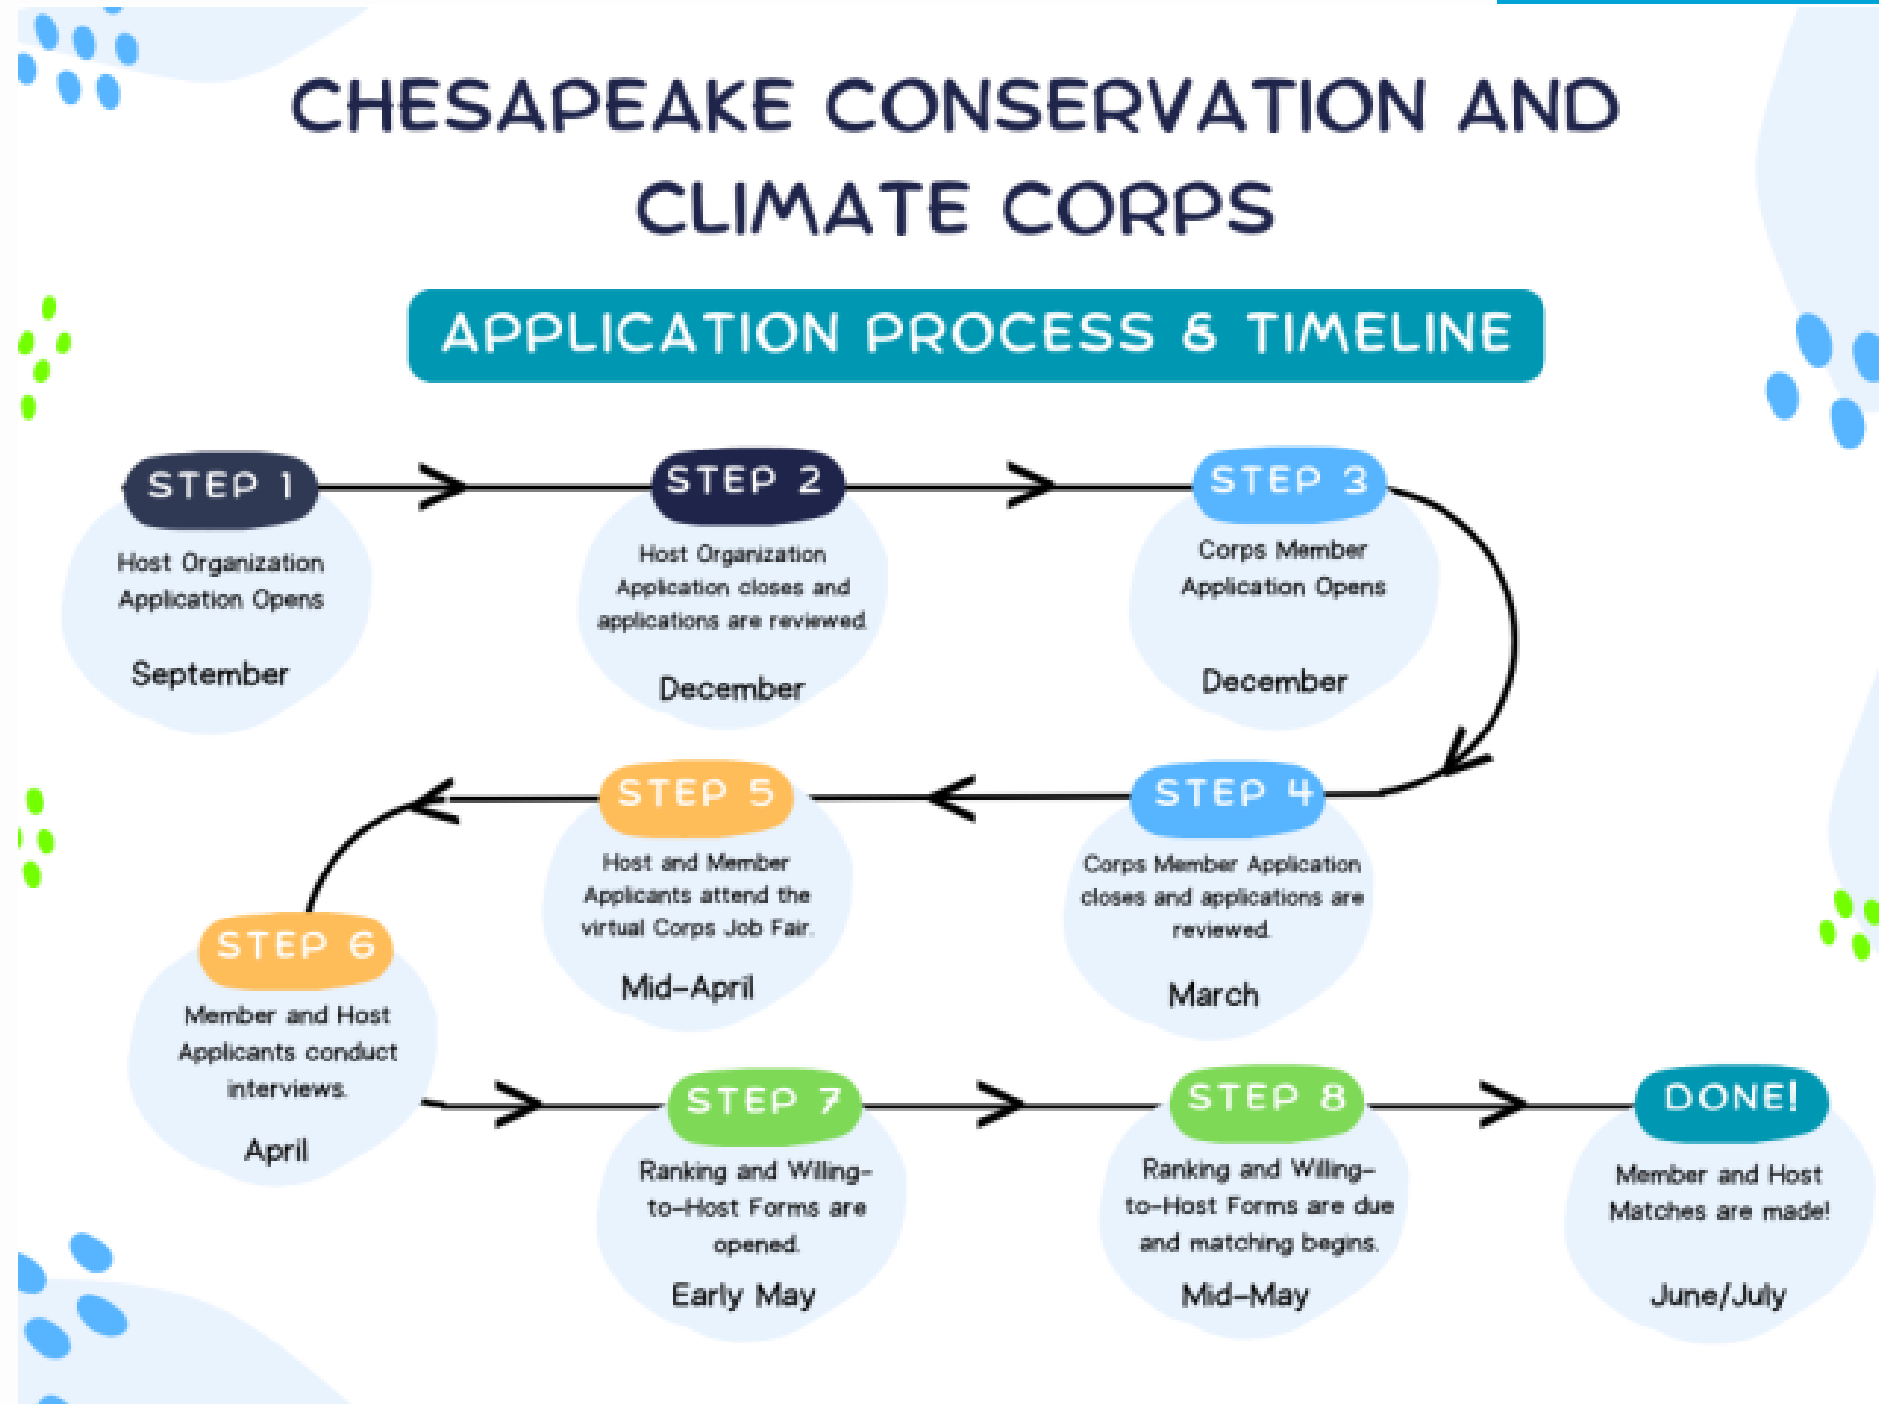 CHESAPEAKE CONSERVATION AND
CLIMATE CORPS
APPLICATION PROCESS & TIMELINE
STEP 1
Host Organization
Application Opens
September
STEP 2
Host Organization
Application closes and
applications are reviewed.
December
STEP 3
Corps Member
Application Opens
December
STEP 4
Corps Member Application
closes and applications are
reviewed.
March
STEP 5
Host and Member
Applicants attend the
virtual Corps Job Fair.
Mid-April
STEP 6
Member and Host
Applicants conduct
interviews.
April
STEP 7
Ranking and Willing-
to-Host Forms are
opened.
Early May
STEP 8
Ranking and Willing-
to-Host Forms are due
and matching begins.
Mid-May
DONE!
Member and Host
Matches are made!
June/July